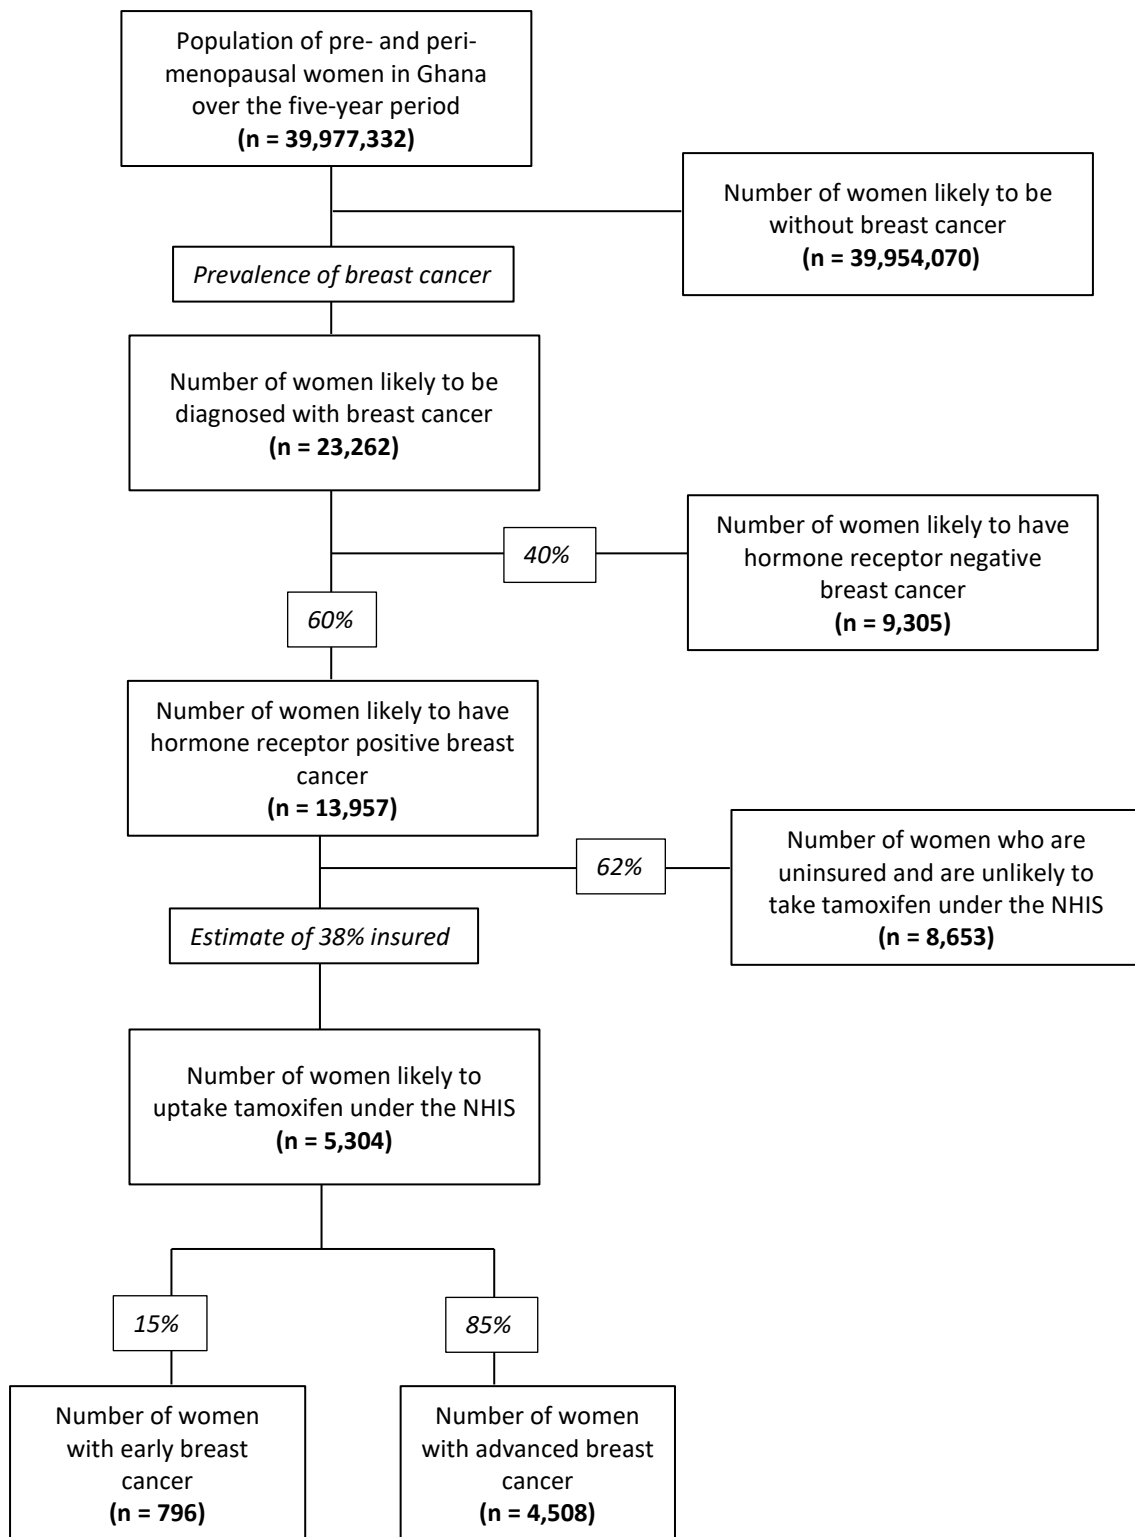 Population of pre- and peri-
menopausal women in Ghana
over the five-year period
(n = 39,977,332)
Number of women likely to be
without breast cancer
(n = 39,954,070)
Prevalence of breast cancer
Number of women likely to be
diagnosed with breast cancer
(n = 23,262)
40%
Number of women likely to have
hormone receptor negative
breast cancer
(n = 9,305)
60%
Number of women likely to have
hormone receptor positive breast
cancer
(n = 13,957)
62%
Number of women who are
uninsured and are unlikely to
take tamoxifen under the NHIS
(n = 8,653)
Estimate of 38% insured
Number of women likely to
uptake tamoxifen under the NHIS
(n = 5,304)
15%
85%
Number of women
with early breast
cancer
(n = 796)
Number of women
with advanced breast
cancer
(n = 4,508)